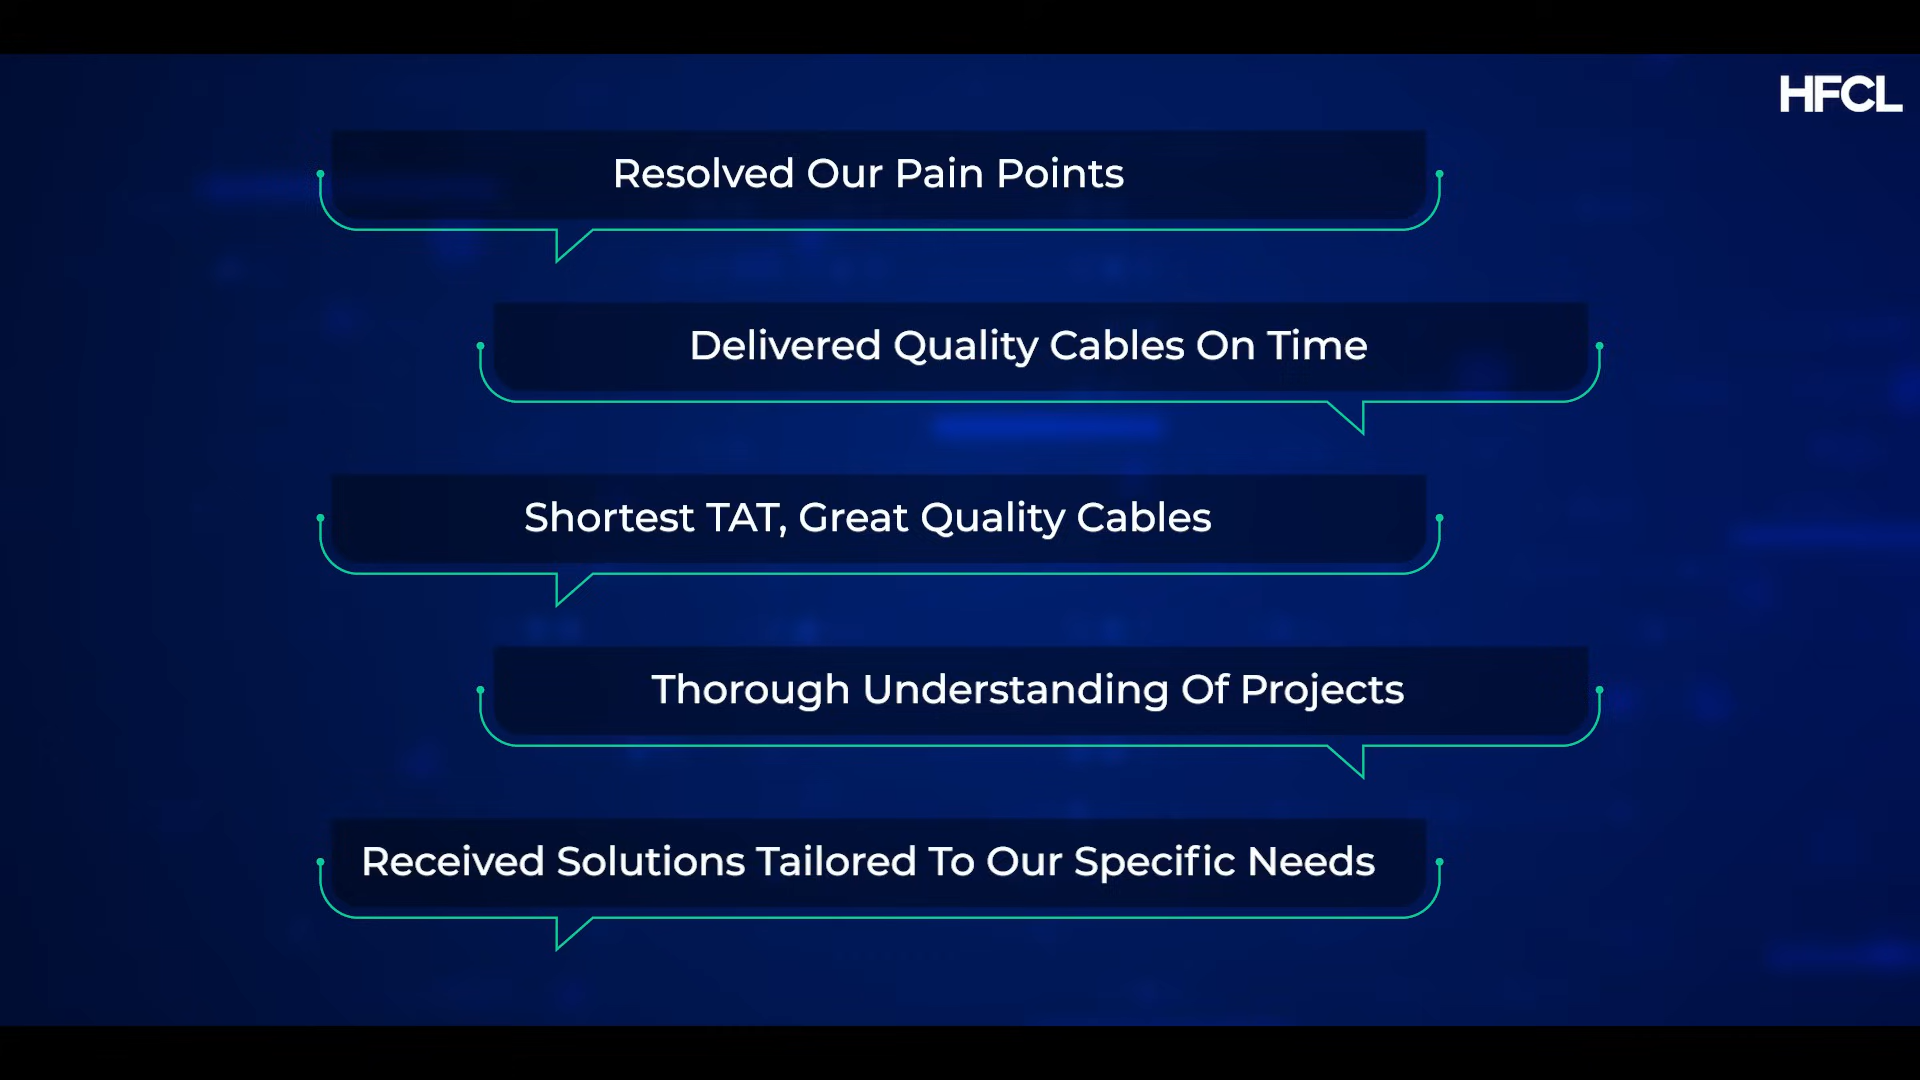 HFCL
Resolved Our Pain Points
Delivered Quality Cables On Time
Shortest TAT, Great Quality Cables
Thorough Understanding Of Projects
Received Solutions Tailored To Our Specific Needs